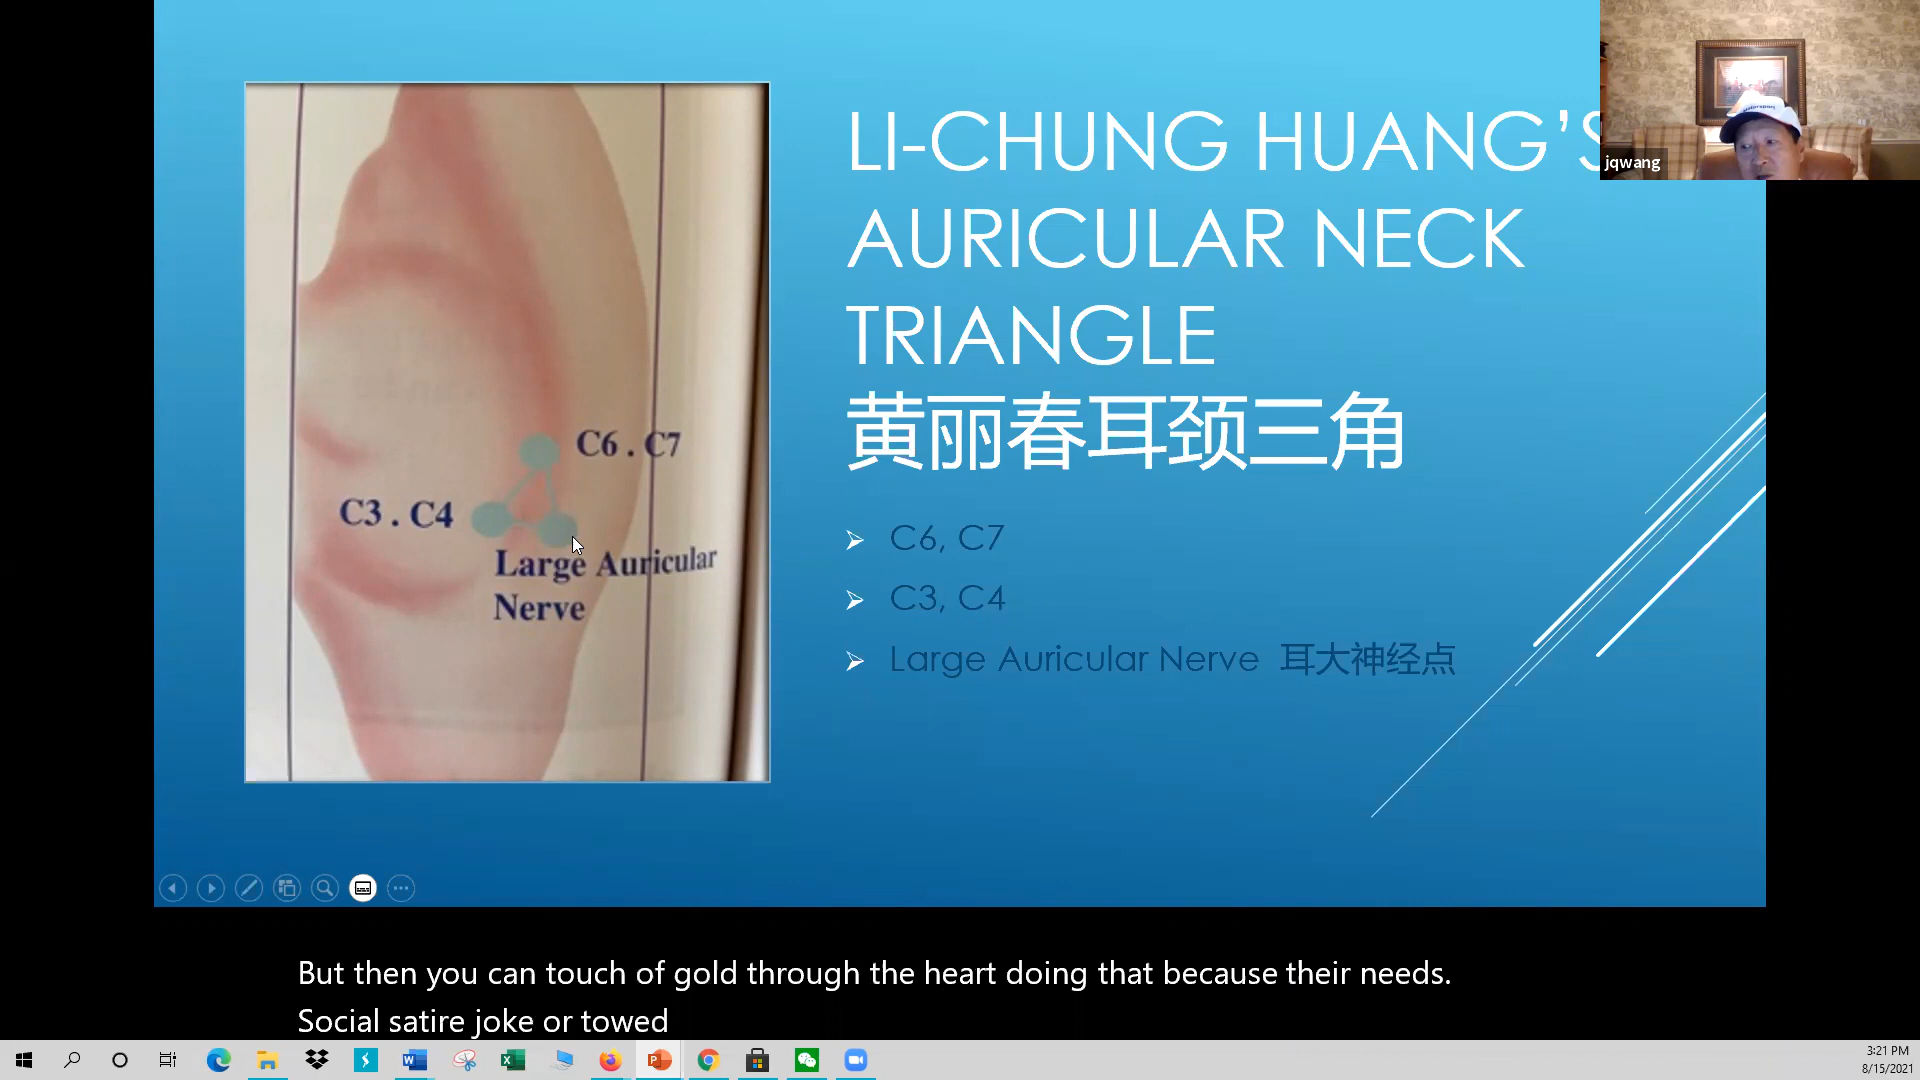 LI-CHUNG HUANG'S
AURICULAR NECK
TRIANGLE
黄丽春耳颈三角
C6, C7
C3, C4
Large Auricular Nerve 耳大神经点
C6 . C7
C3 . C4
Large Auricular
Nerve
jqwang
But then you can touch of gold through the heart doing that because their needs.
Social satire joke or towed
3:21 PM
8/15/2021